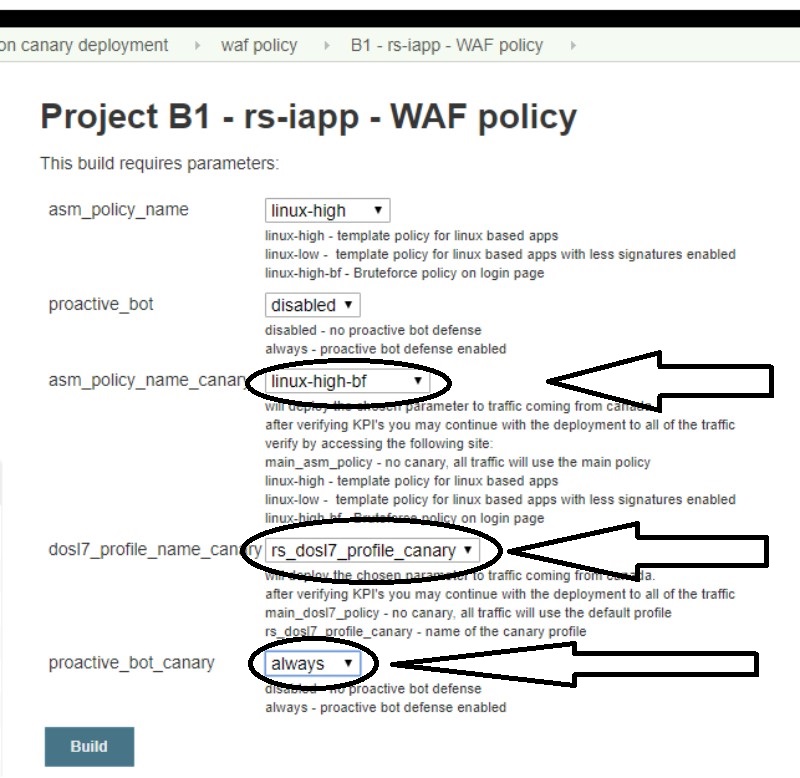 on canary deployment waf policy B1 - rs-iapp - WAF policy
Project B1 - rs-iapp - WAF policy
This build requires parameters:
asm_policy_name linux-high
linux-high - template policy for linux based apps
linux-low - template policy for linux based apps with less signatures enabled
linux-high-bf - Bruteforce policy on login page
proactive_bot disabled
disabled - no proactive bot defense
always - proactive bot defense enabled
asm_policy_name_canary linux-high-bf
will deploy the chosen parameter to traffic coming from canada.
after verifying KPI's you may continue with the deployment to all of the traffic
verify by accessing the following site:
main_asm_policy - no canary, all traffic will use the main policy
linux-high - template policy for linux based apps
linux-low - template policy for linux based apps with less signatures enabled
linux-high-bf - Bruteforce policy on login page
dosl7_profile_name_canary rs_dosl7_profile_canary
will deploy the chosen parameter to traffic coming from canada.
after verifying KPI's you may continue with the deployment to all of the traffic
main_dosl7_policy - no canary, all traffic will use the default profile
rs_dosl7_profile_canary - name of the canary profile
proactive_bot_canary always
disabled - no proactive bot defense
always - proactive bot defense enabled
Build